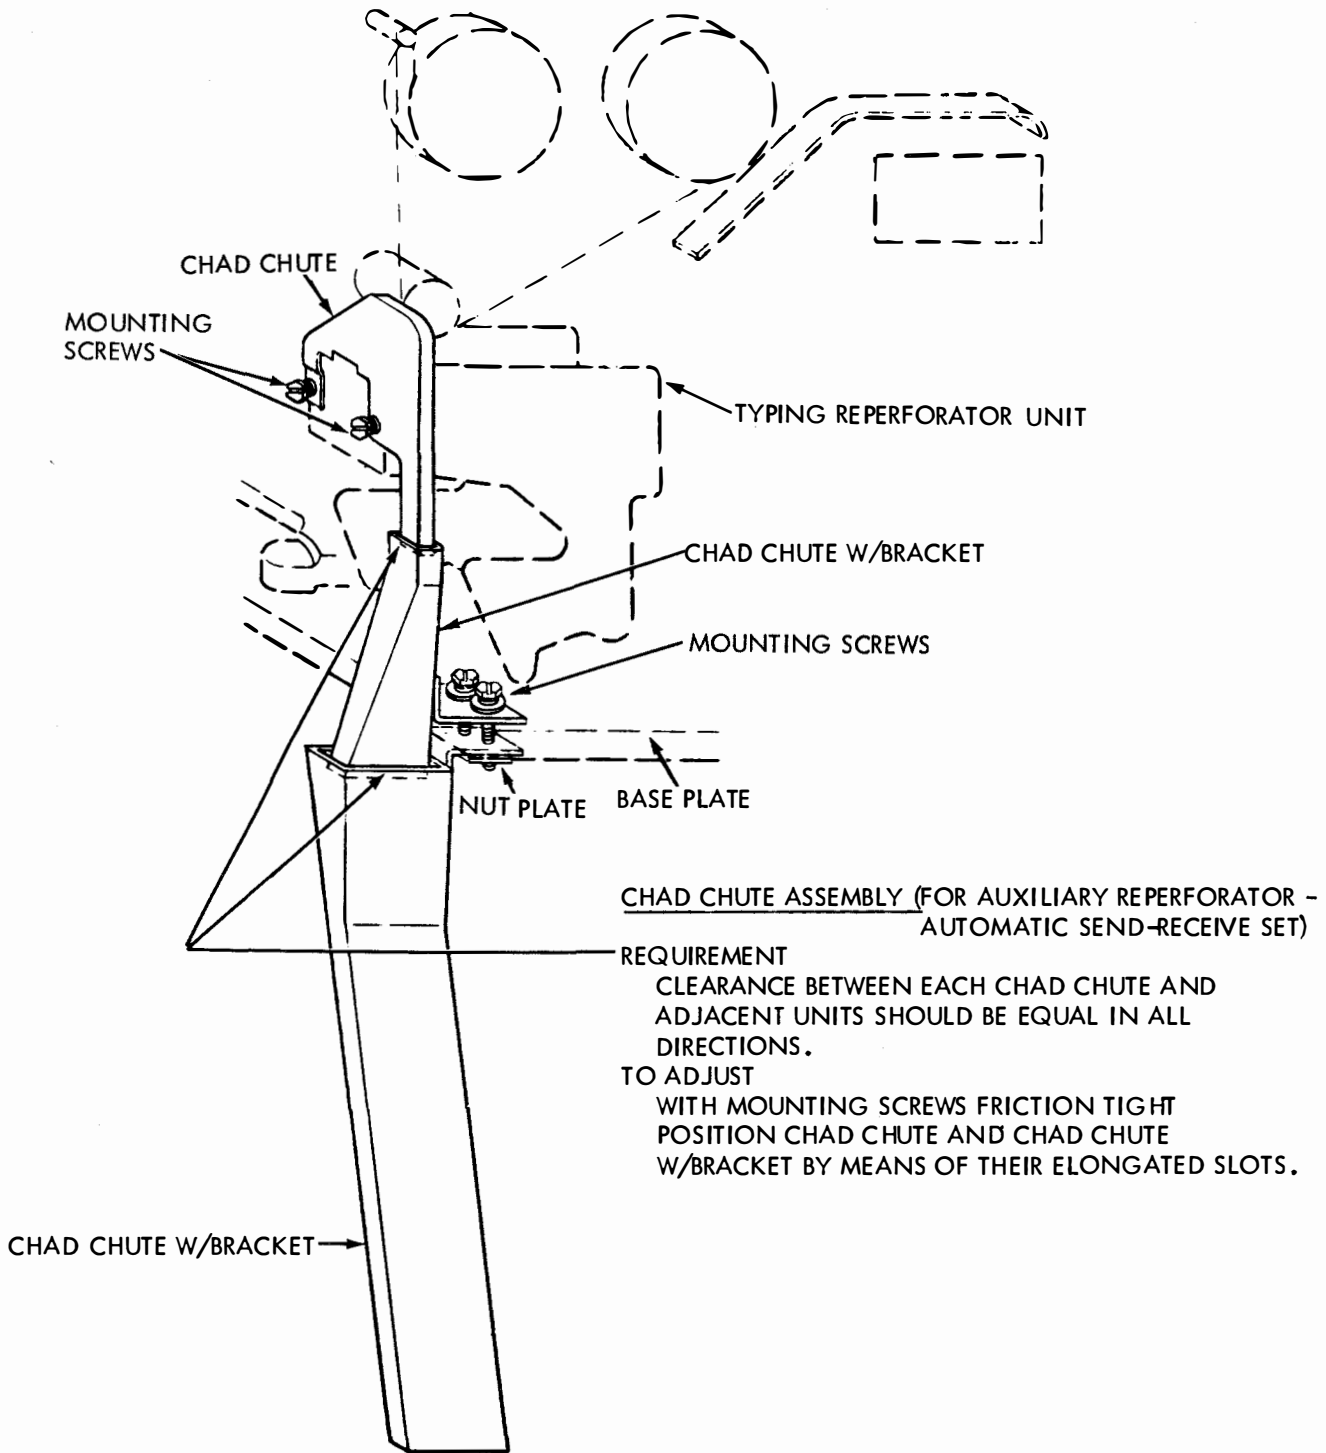 CHAD CHUTE
MOUNTING
SCREWS
TYPING REPERFORATOR UNIT
CHAD CHUTE W/BRACKET
MOUNTING SCREWS
NUT PLATE
BASE PLATE
CHAD CHUTE ASSEMBLY (FOR AUXILIARY REPERFORATOR -
AUTOMATIC SEND-RECEIVE SET)
REQUIREMENT
CLEARANCE BETWEEN EACH CHAD CHUTE AND
ADJACENT UNITS SHOULD BE EQUAL IN ALL
DIRECTIONS.
TO ADJUST
WITH MOUNTING SCREWS FRICTION TIGHT
POSITION CHAD CHUTE AND CHAD CHUTE
W/BRACKET BY MEANS OF THEIR ELONGATED SLOTS.
CHAD CHUTE W/BRACKET